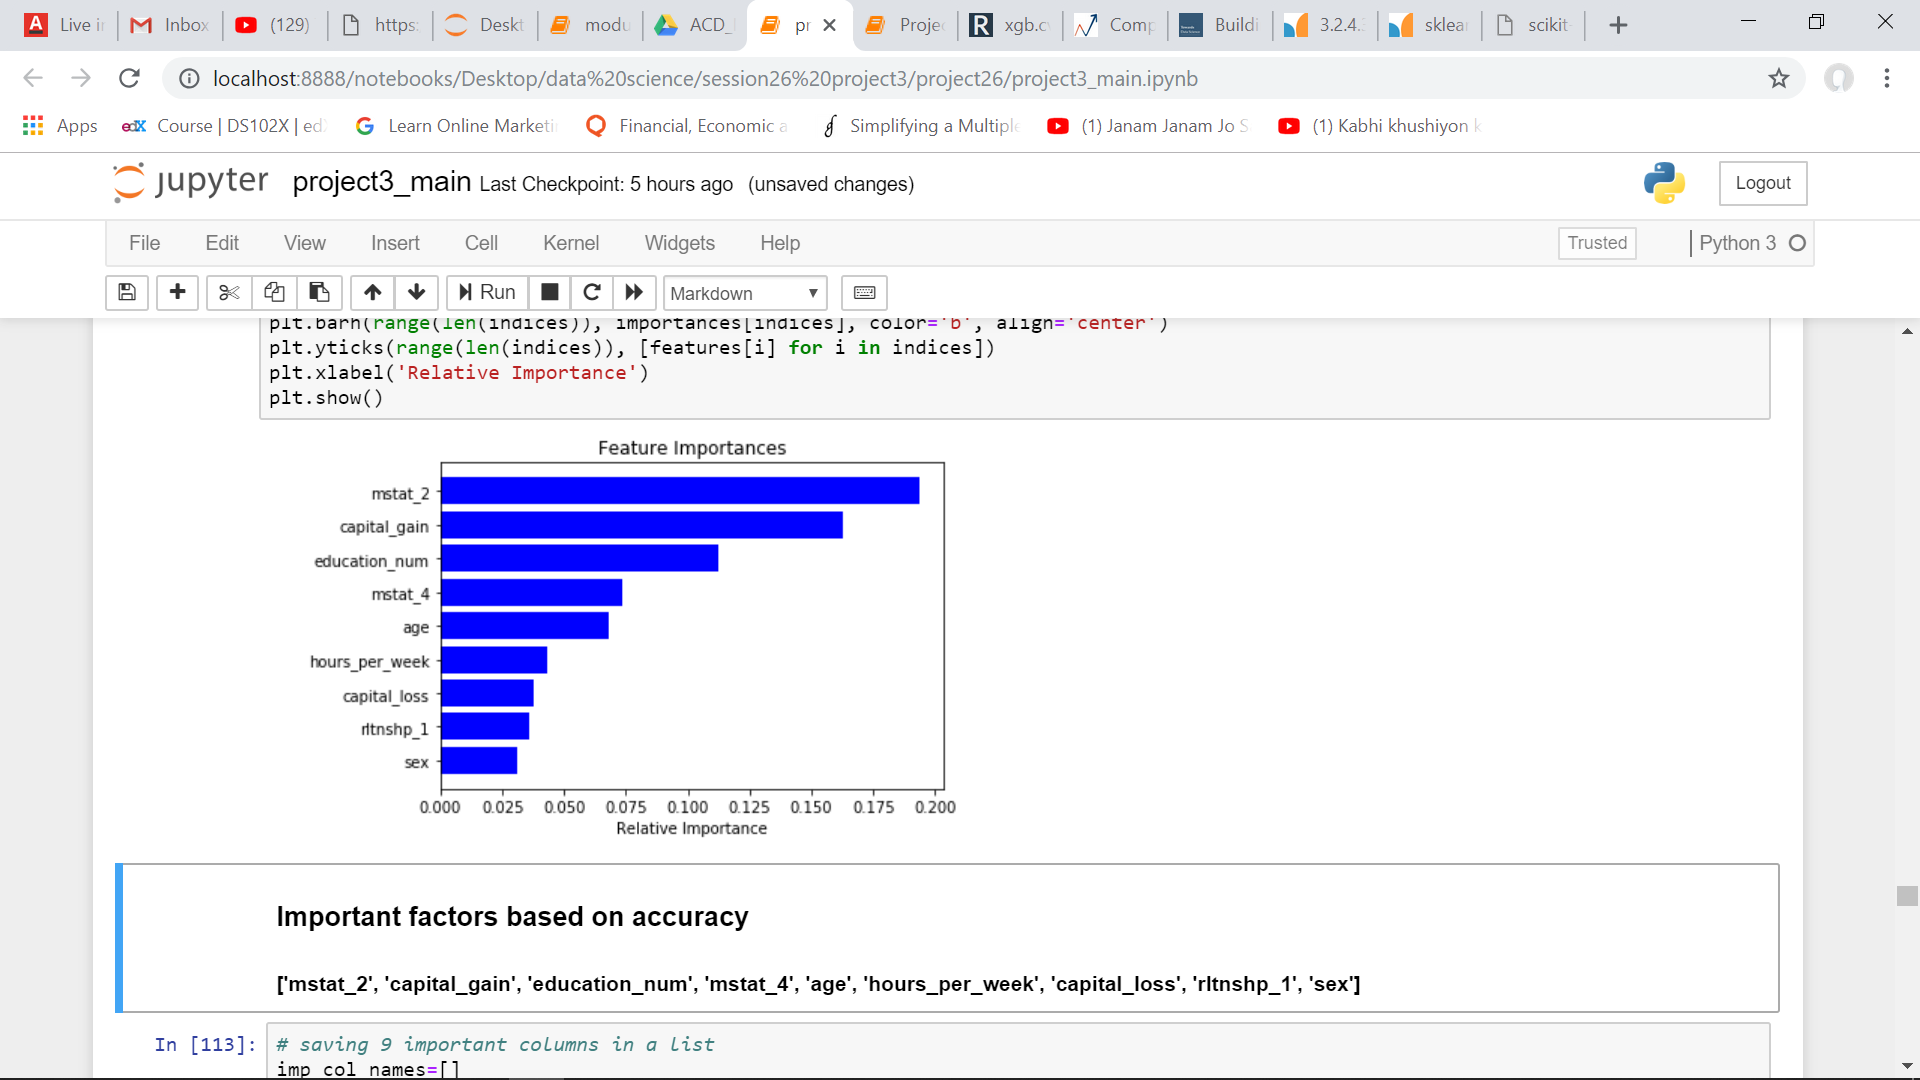 Live i
Inbox
(129)
https:
Deskt
modu
ACD_
pr
Projec
R
xgb.c
Comp
Buildi
3.2.4.
sklear
scikit-
localhost:8888/notebooks/Desktop/data%20science/session26%20project3/project26/project3_main.ipynb
Apps
edX Course | DS102X | ed
Learn Online Marketi
Financial, Economic a
Simplifying a Multiple
(1) Janam Janam Jo S
(1) Kabhi khushiyon k
jupyter project3_main Last Checkpoint: 5 hours ago (unsaved changes)
Logout
File Edit View Insert Cell Kernel Widgets Help
Trusted
Python 3
Run
Markdown
plt.barh(range(len(indices)), importances[indices], color='b', align='center')
plt.yticks(range(len(indices)), [features[i] for i in indices])
plt.xlabel('Relative Importance')
plt.show()
Feature Importances
mstat_2
capital_gain
education_num
mstat_4
age
hours_per_week
capital_loss
rltnshp_1
sex
0.000 0.025 0.050 0.075 0.100 0.125 0.150 0.175 0.200
Relative Importance
Important factors based on accuracy
['mstat_2', 'capital_gain', 'education_num', 'mstat_4', 'age', 'hours_per_week', 'capital_loss', 'rltnshp_1', 'sex']
In [113]:
# saving 9 important columns in a list
imp_col_names=[]